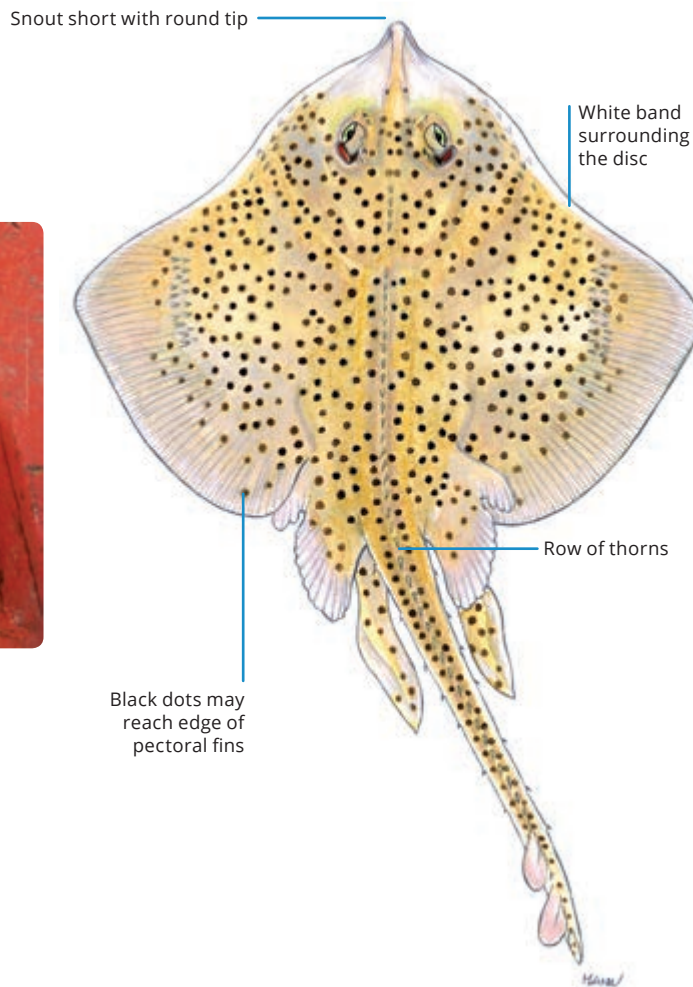 Snout short with round tip
White band
surrounding
the disc
Row of thorns
Black dots may
reach edge of
pectoral fins